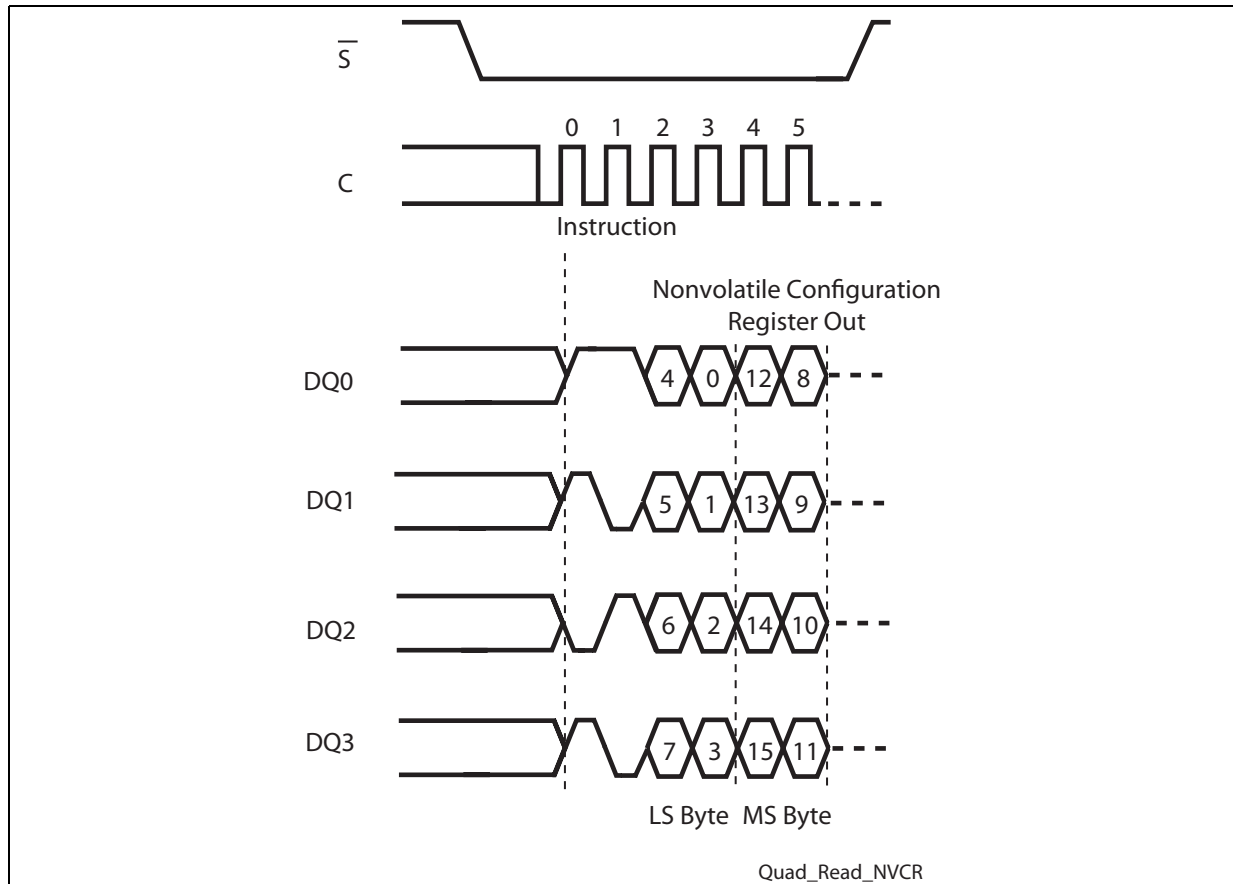 S
0 1 2 3 4 5
C
Instruction
Nonvolatile Configuration
Register Out
DQ0 4 0 12 8
DQ1 5 1 13 9
DQ2 6 2 14 10
DQ3 7 3 15 11
LS Byte MS Byte
Quad_Read_NVCR